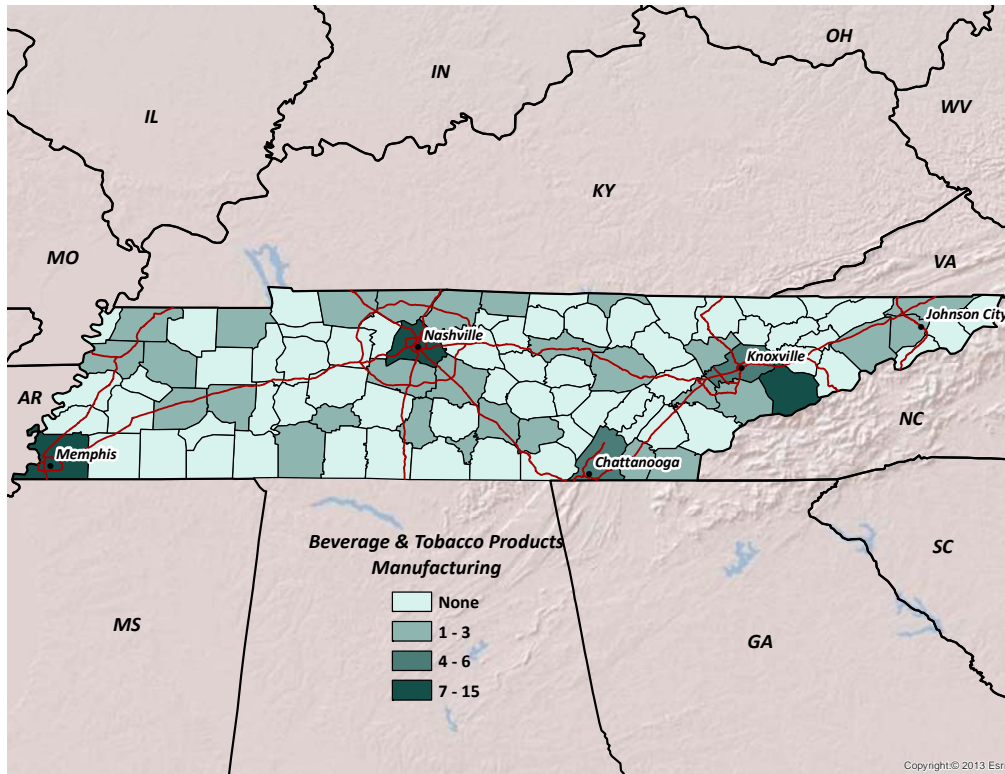 OH
IN
WV
IL
KY
MO
VA
Johnson City
Nashville
Knoxville
AR
NC
Memphis
Chattanooga
Beverage & Tobacco Products
Manufacturing
SC
None
MS
1 - 3
GA
4 - 6
7 - 15
Copyright:© 2013 Esri